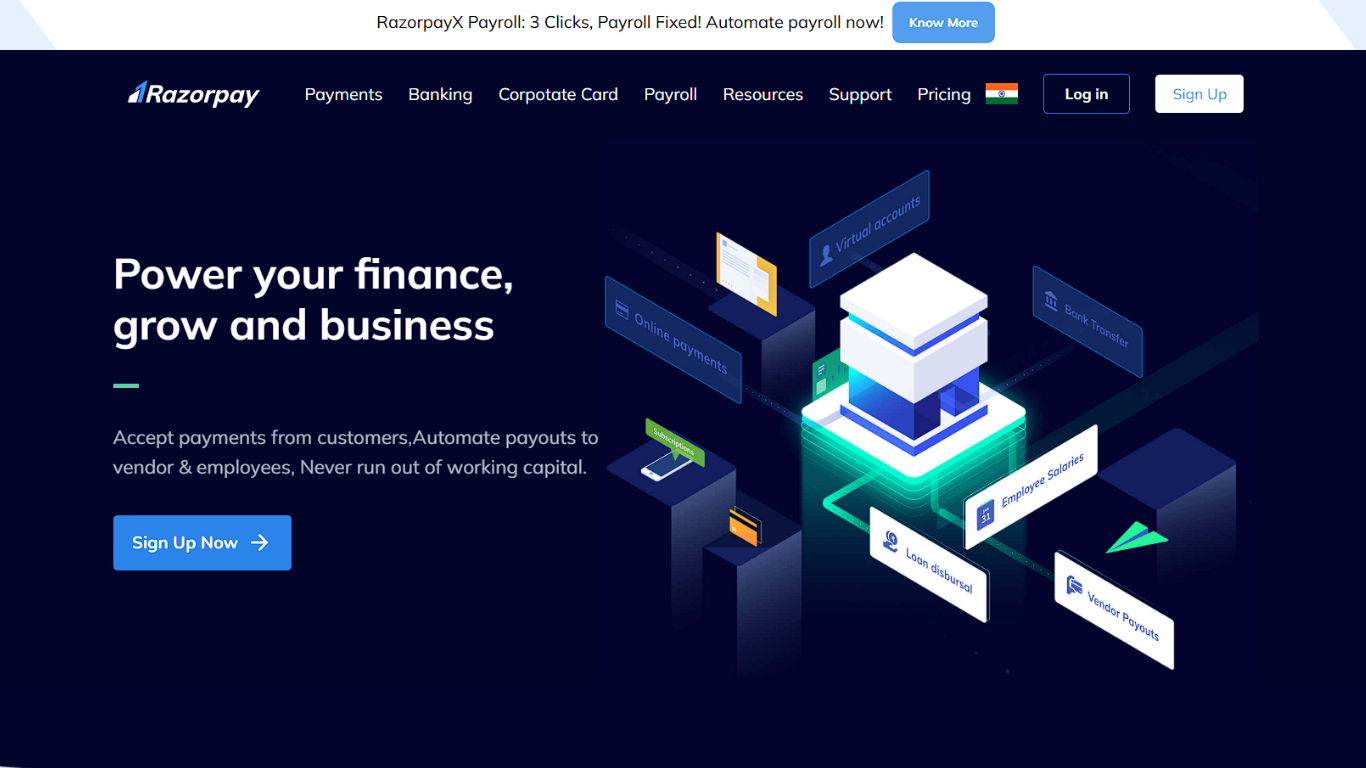 RazorpayX Payroll: 3 Clicks, Payroll Fixed! Automate payroll now! Know More
Razorpay Payments Banking Corpotate Card Payroll Resources Support Pricing Log in Sign Up
Power your finance,
grow and business
Accept payments from customers,Automate payouts to
vendor & employees, Never run out of working capital.
Sign Up Now
Virtual accounts
Online payments
Bank Transfer
Subscriptions
31
Employee Salaries
Loan disbursal
Vendor Payouts